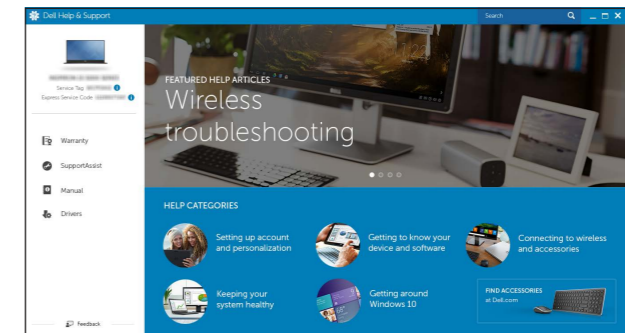 Dell Help & Support
Search
Service Tag:
Express Service Code:
Warranty
SupportAssist
Manual
Drivers
Feedback
FEATURED HELP ARTICLES
Wireless
troubleshooting
HELP CATEGORIES
Setting up account
and personalization
Getting to know your
device and software
Connecting to wireless
and accessories
Keeping your
system healthy
Getting around
Windows 10
FIND ACCESSORIES
at Dell.com